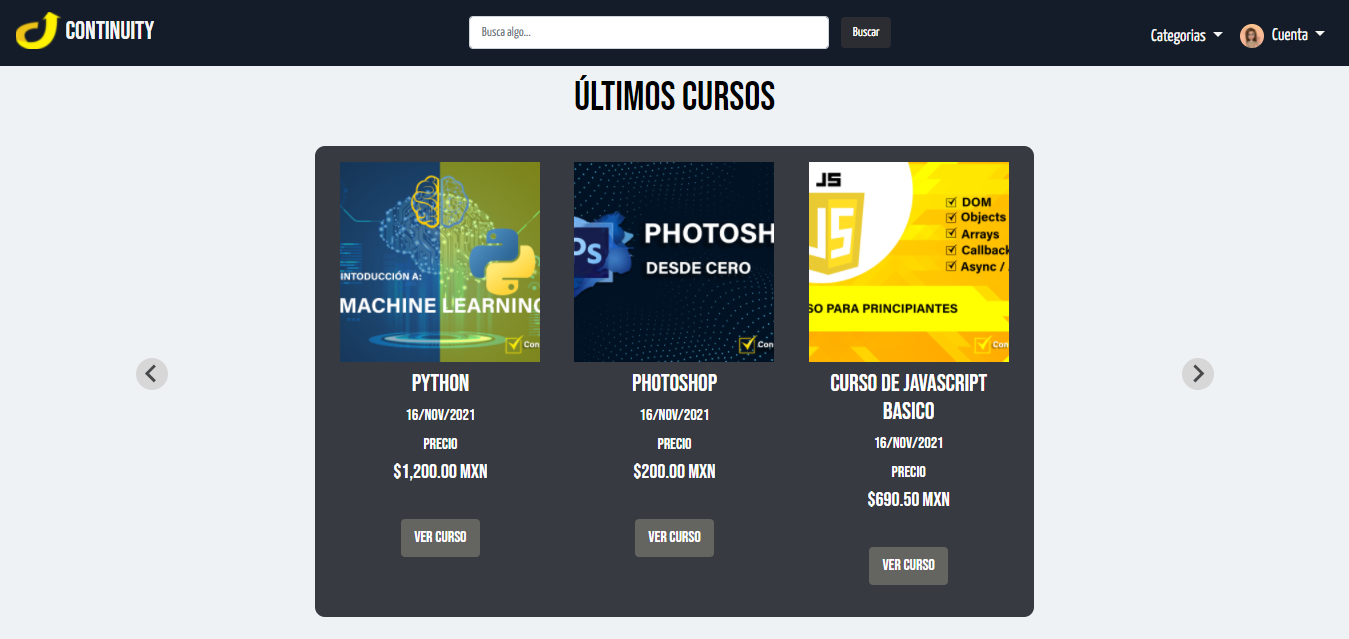 CONTINUITY
Busca algo...
Buscar
Categorias
Cuenta
ÚLTIMOS CURSOS
INTRODUCCIÓN A:
MACHINE LEARNING
Con
PYTHON
16/NOV/2021
PRECIO
$1,200.00 MXN
VER CURSO
Ps
PHOTOSH
DESDE CERO
Con
PHOTOSHOP
16/NOV/2021
PRECIO
$200.00 MXN
VER CURSO
JS
JS
DOM
Objects
Arrays
Callback
Async /
SO PARA PRINCIPIANTES
Con
CURSO DE JAVASCRIPT
BASICO
16/NOV/2021
PRECIO
$690.50 MXN
VER CURSO